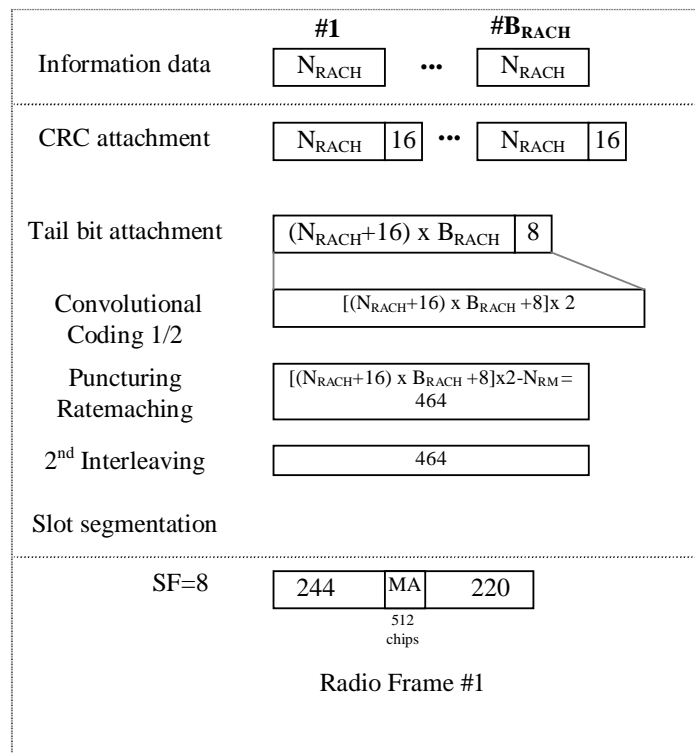 #1 #B_RACH
Information data N_RACH ... N_RACH
CRC attachment N_RACH 16 ... N_RACH 16
Tail bit attachment (N_RACH+16) x B_RACH 8
Convolutional
Coding 1/2
[(N_RACH+16) x B_RACH +8]x 2
Puncturing
Ratemaching
[(N_RACH+16) x B_RACH +8]x2-N_RM =
464
2nd Interleaving 464
Slot segmentation
SF=8 244 MA 220
512
chips
Radio Frame #1